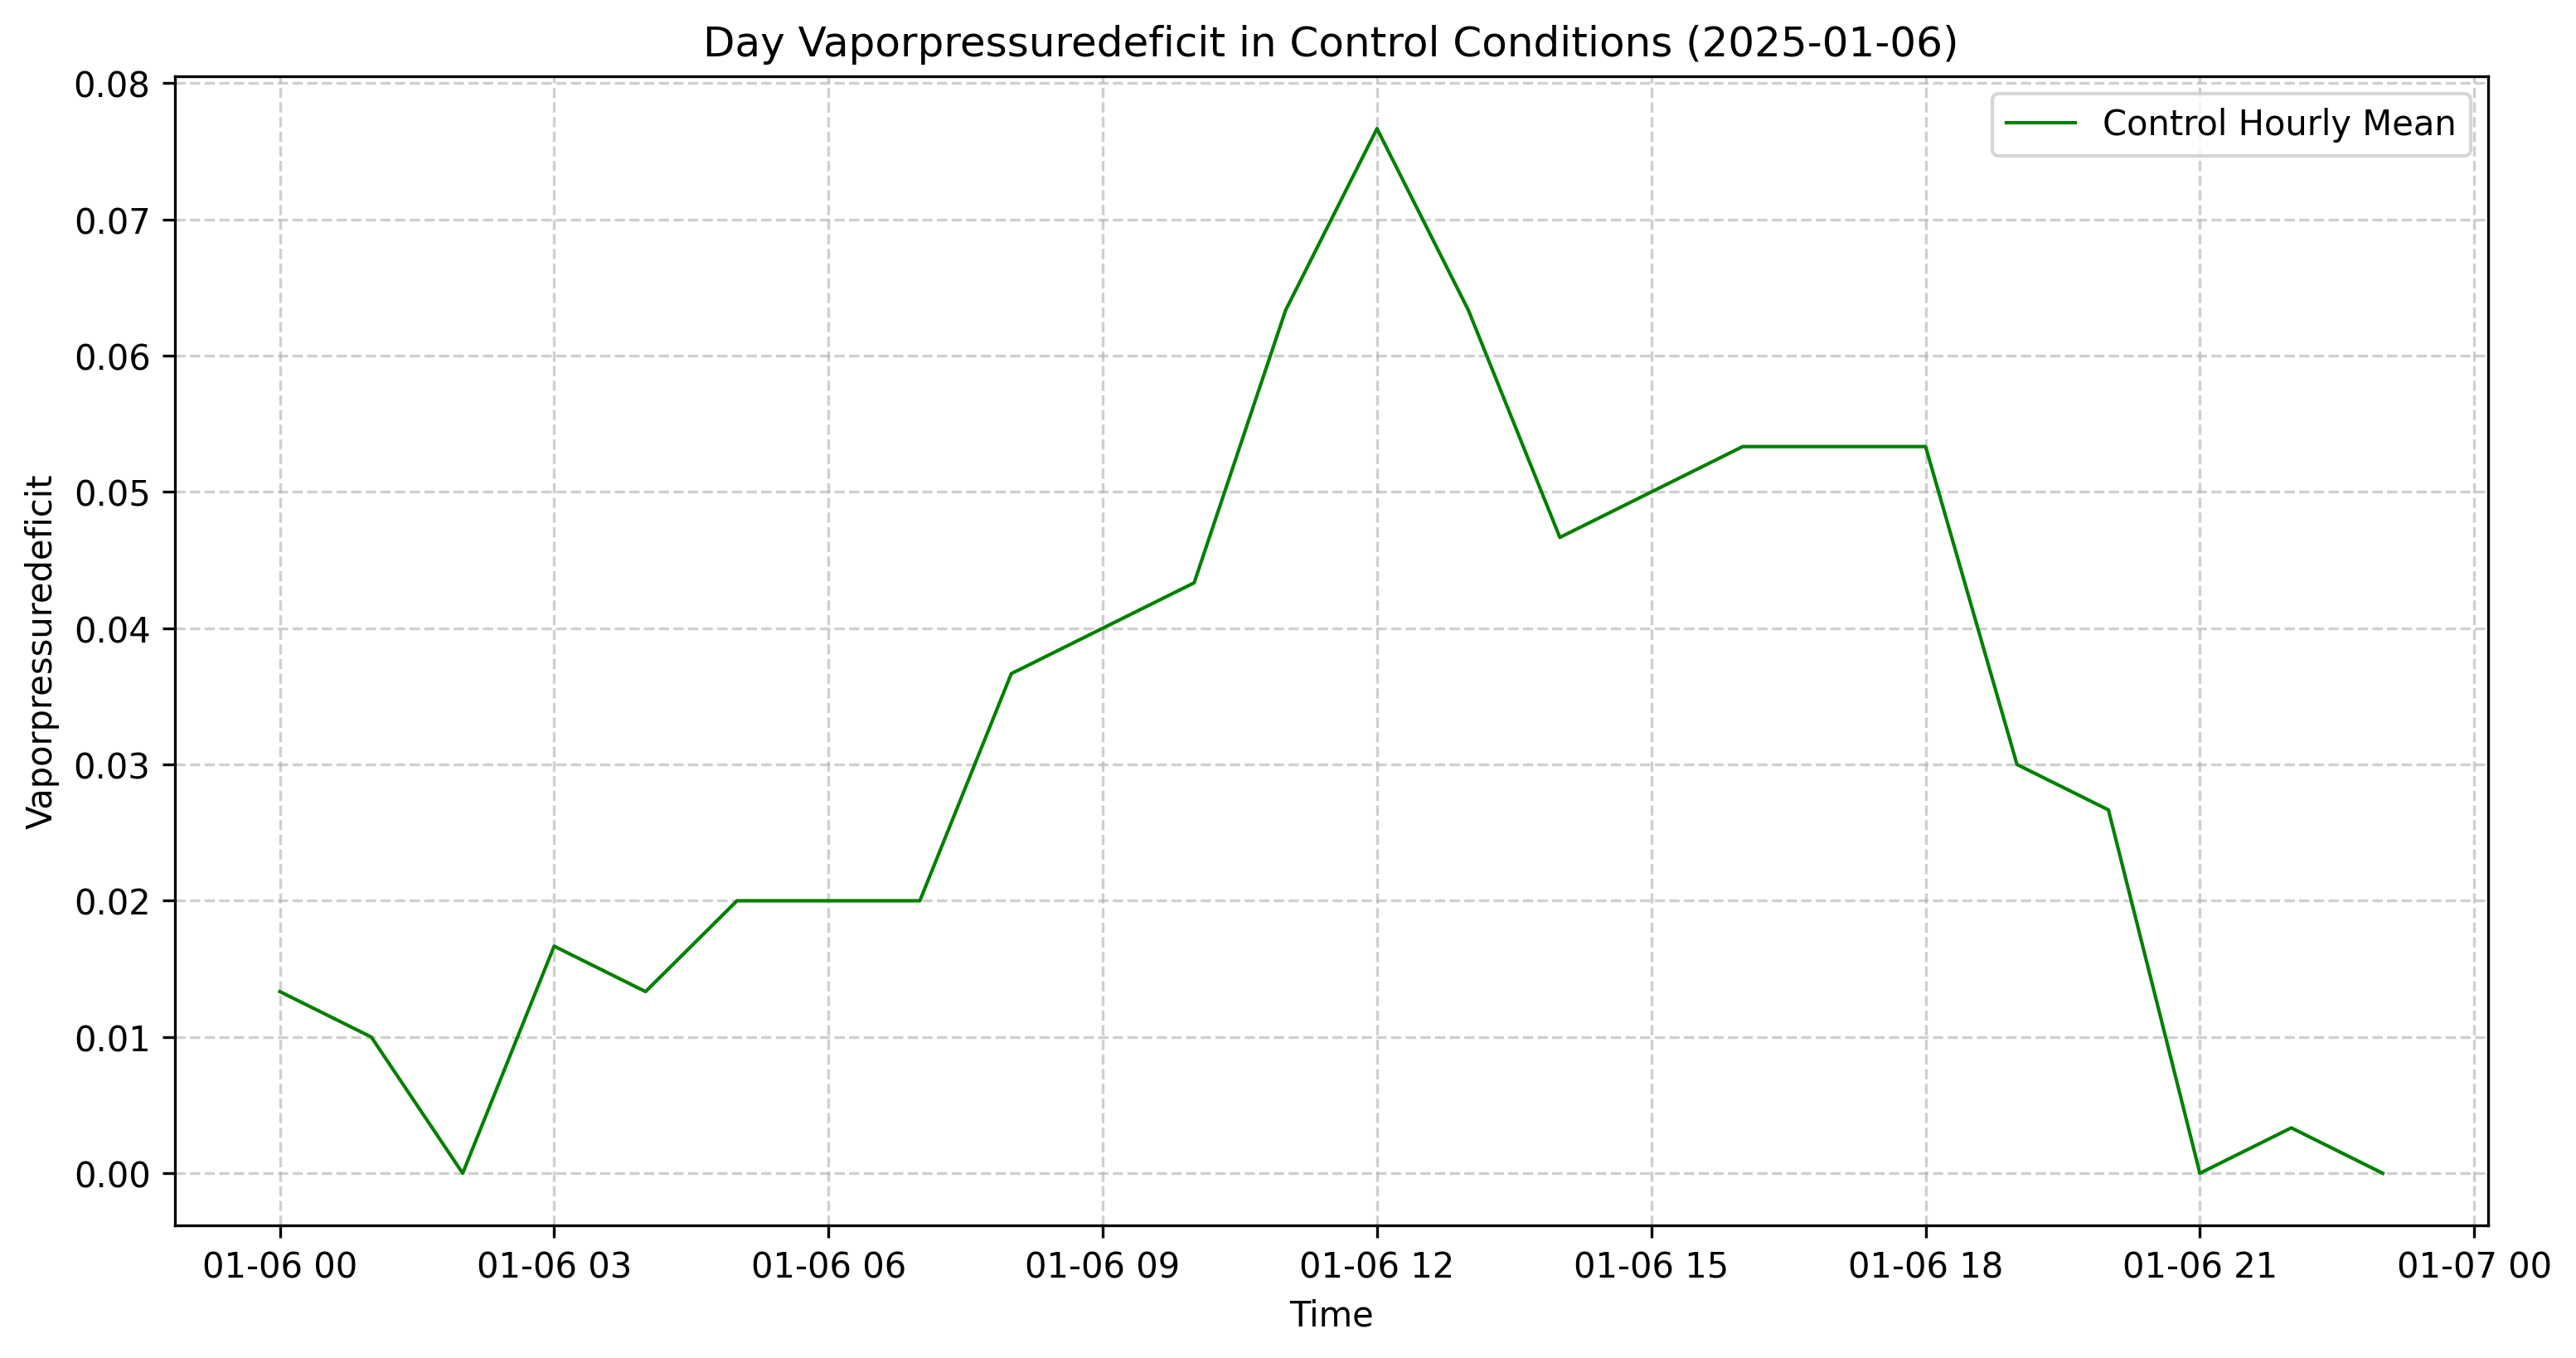 Day Vaporpressuredeficit in Control Conditions (2025-01-06)
Control Hourly Mean
Vaporpressuredeficit
0.08
0.07
0.06
0.05
0.04
0.03
0.02
0.01
0.00
01-06 00 01-06 03 01-06 06 01-06 09 01-06 12 01-06 15 01-06 18 01-06 21 01-07 00
Time